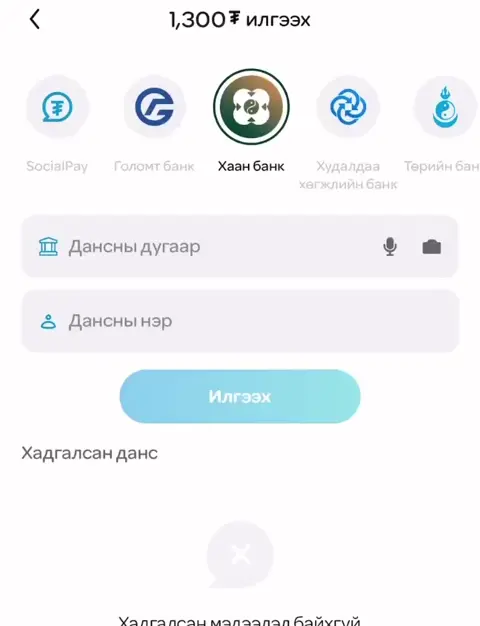 1,300₮ илгээх
SocialPay
Голомт банк
Хаан банк
Худалдаа
хөгжлийн банк
Төрийн бан
Дансны дугаар
Дансны нэр
Илгээх
Хадгалсан данс
Хадгалсан мэдээлэл байхгүй